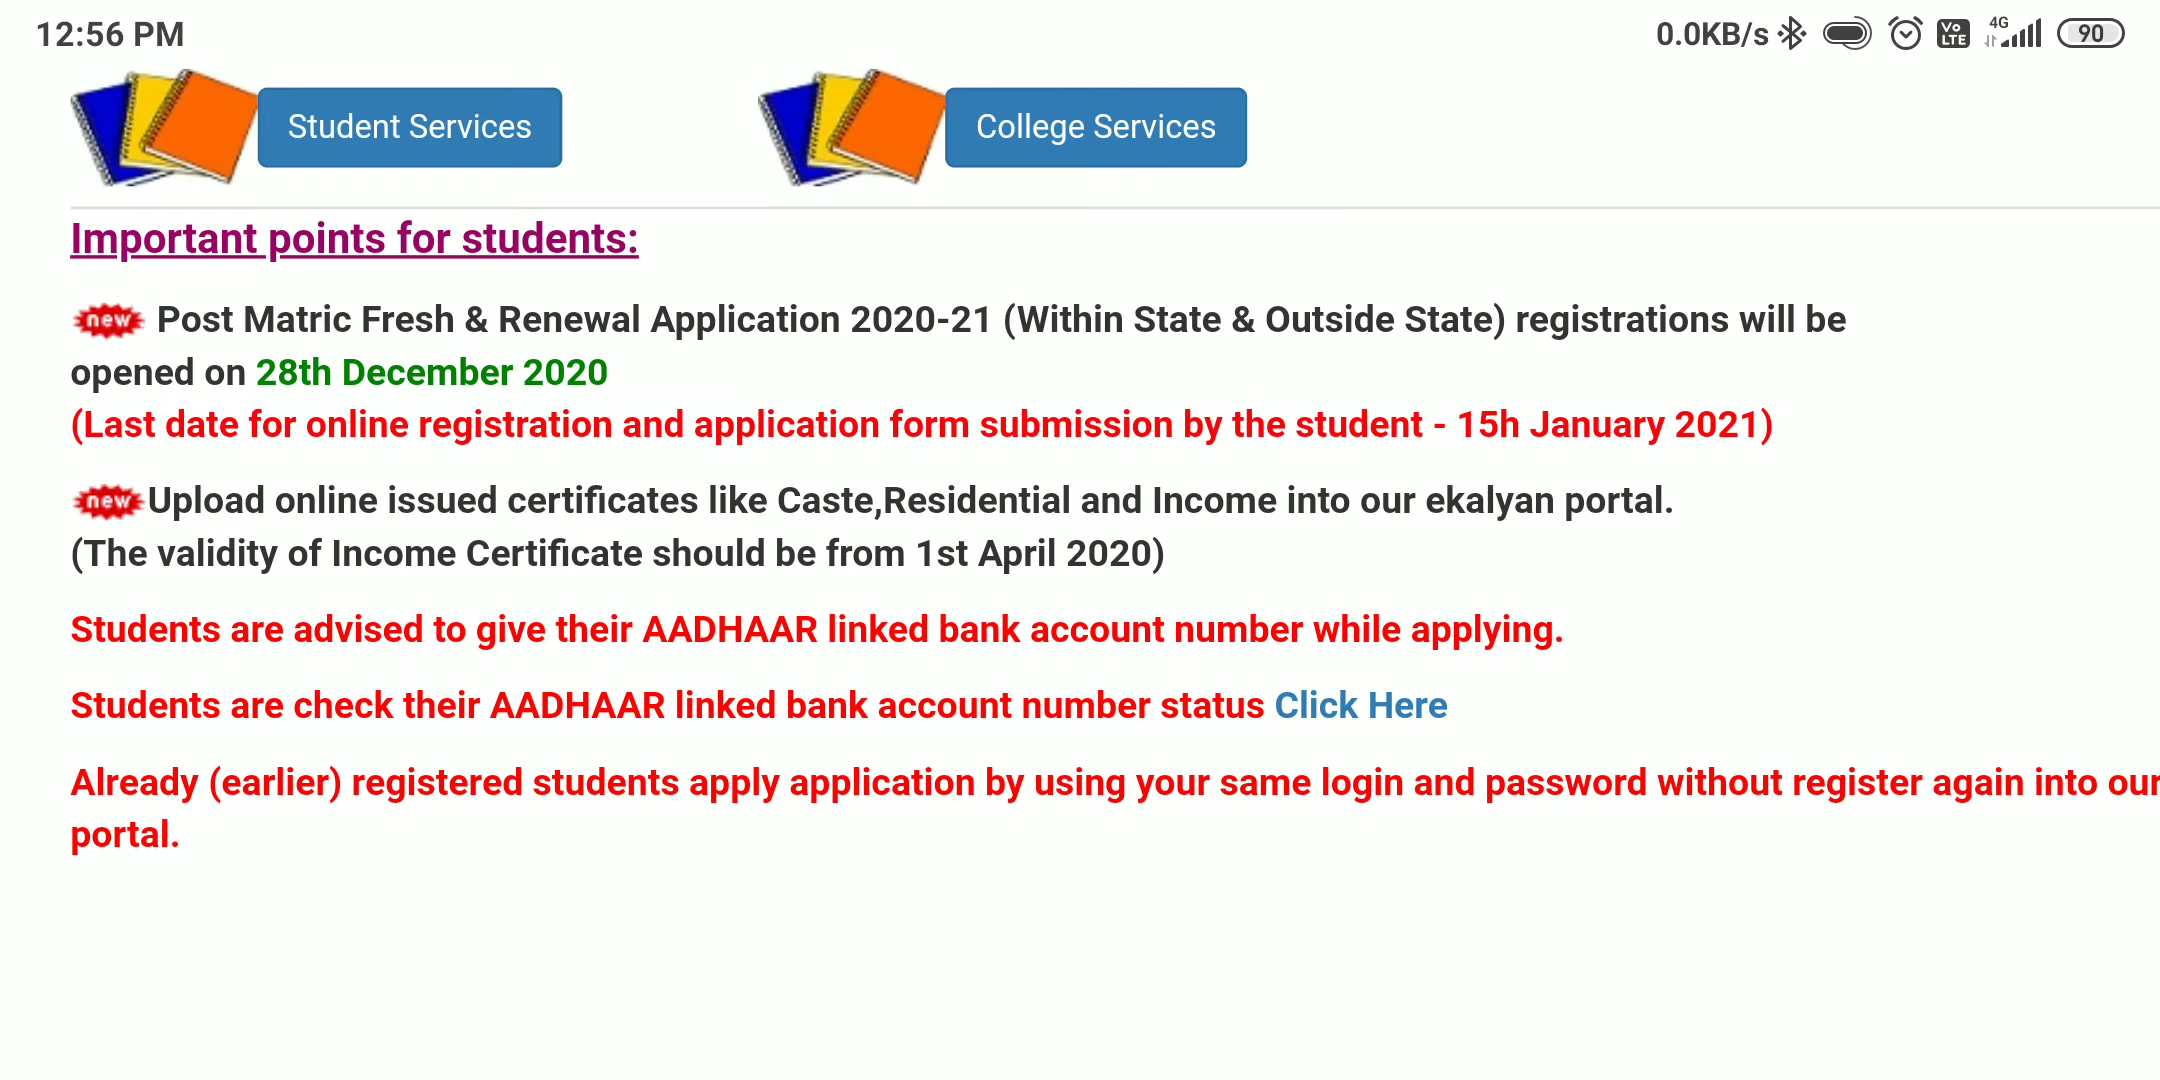 12:56 PM 0.0KB/s Vo LTE 4G 90
Student Services College Services
Important points for students:
new Post Matric Fresh & Renewal Application 2020-21 (Within State & Outside State) registrations will be
opened on 28th December 2020
(Last date for online registration and application form submission by the student - 15h January 2021)
new Upload online issued certificates like Caste,Residential and Income into our ekalyan portal.
(The validity of Income Certificate should be from 1st April 2020)
Students are advised to give their AADHAAR linked bank account number while applying.
Students are check their AADHAAR linked bank account number status Click Here
Already (earlier) registered students apply application by using your same login and password without register again into our
portal.